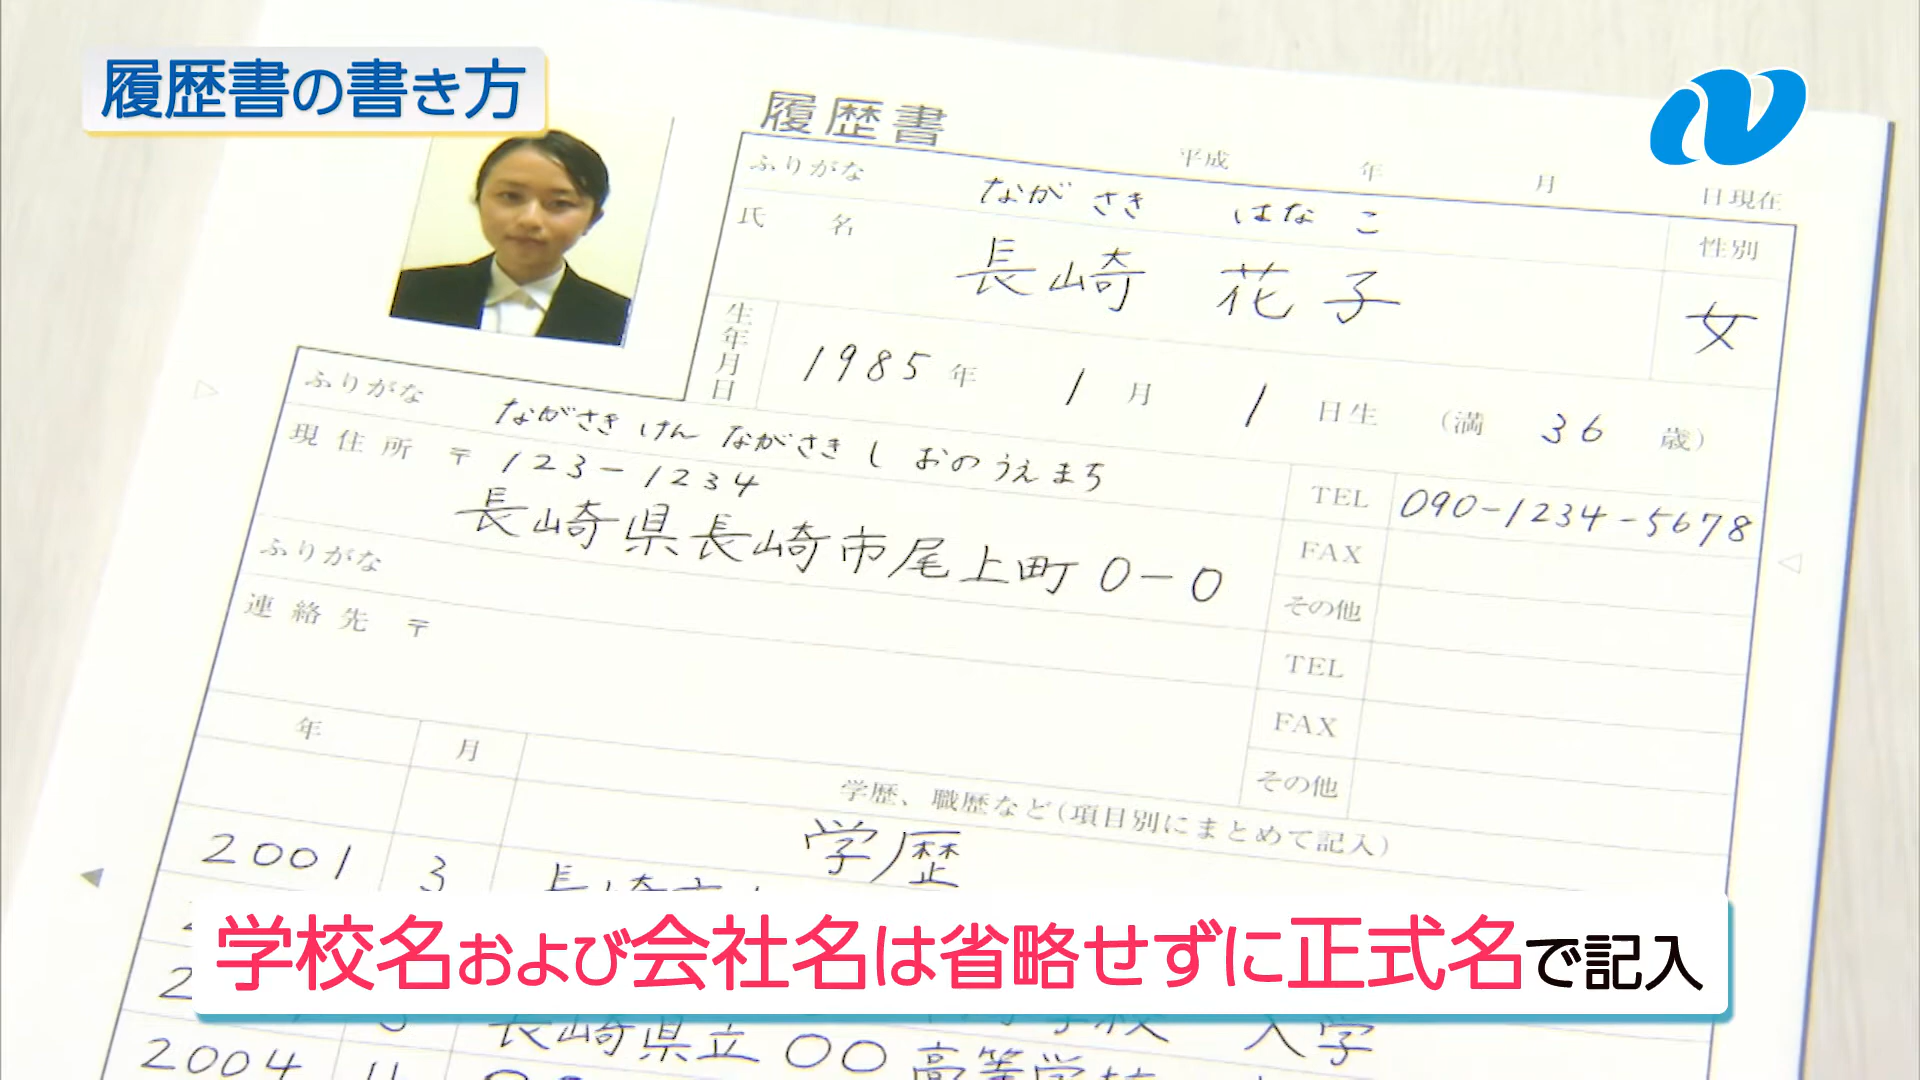 履歴書の書き方
履歴書
平成 年 月 日現在
ふりがな ながさき はなこ
性別
氏名 長崎 花子
女
生年月日 1985年 1月 1日生 (満 36 歳)
ふりがな ながさきけん ながさきし おのうえまち
現住所 〒 123-1234
長崎県長崎市尾上町0-0
TEL 090-1234-5678
FAX
その他
ふりがな
連絡先 〒
TEL
FAX
その他
年 月 学歴、職歴など(項目別にまとめて記入)
学歴
2001 3
学校名および会社名は省略せずに正式名で記入
長崎県立〇〇高等学校 入学
2004